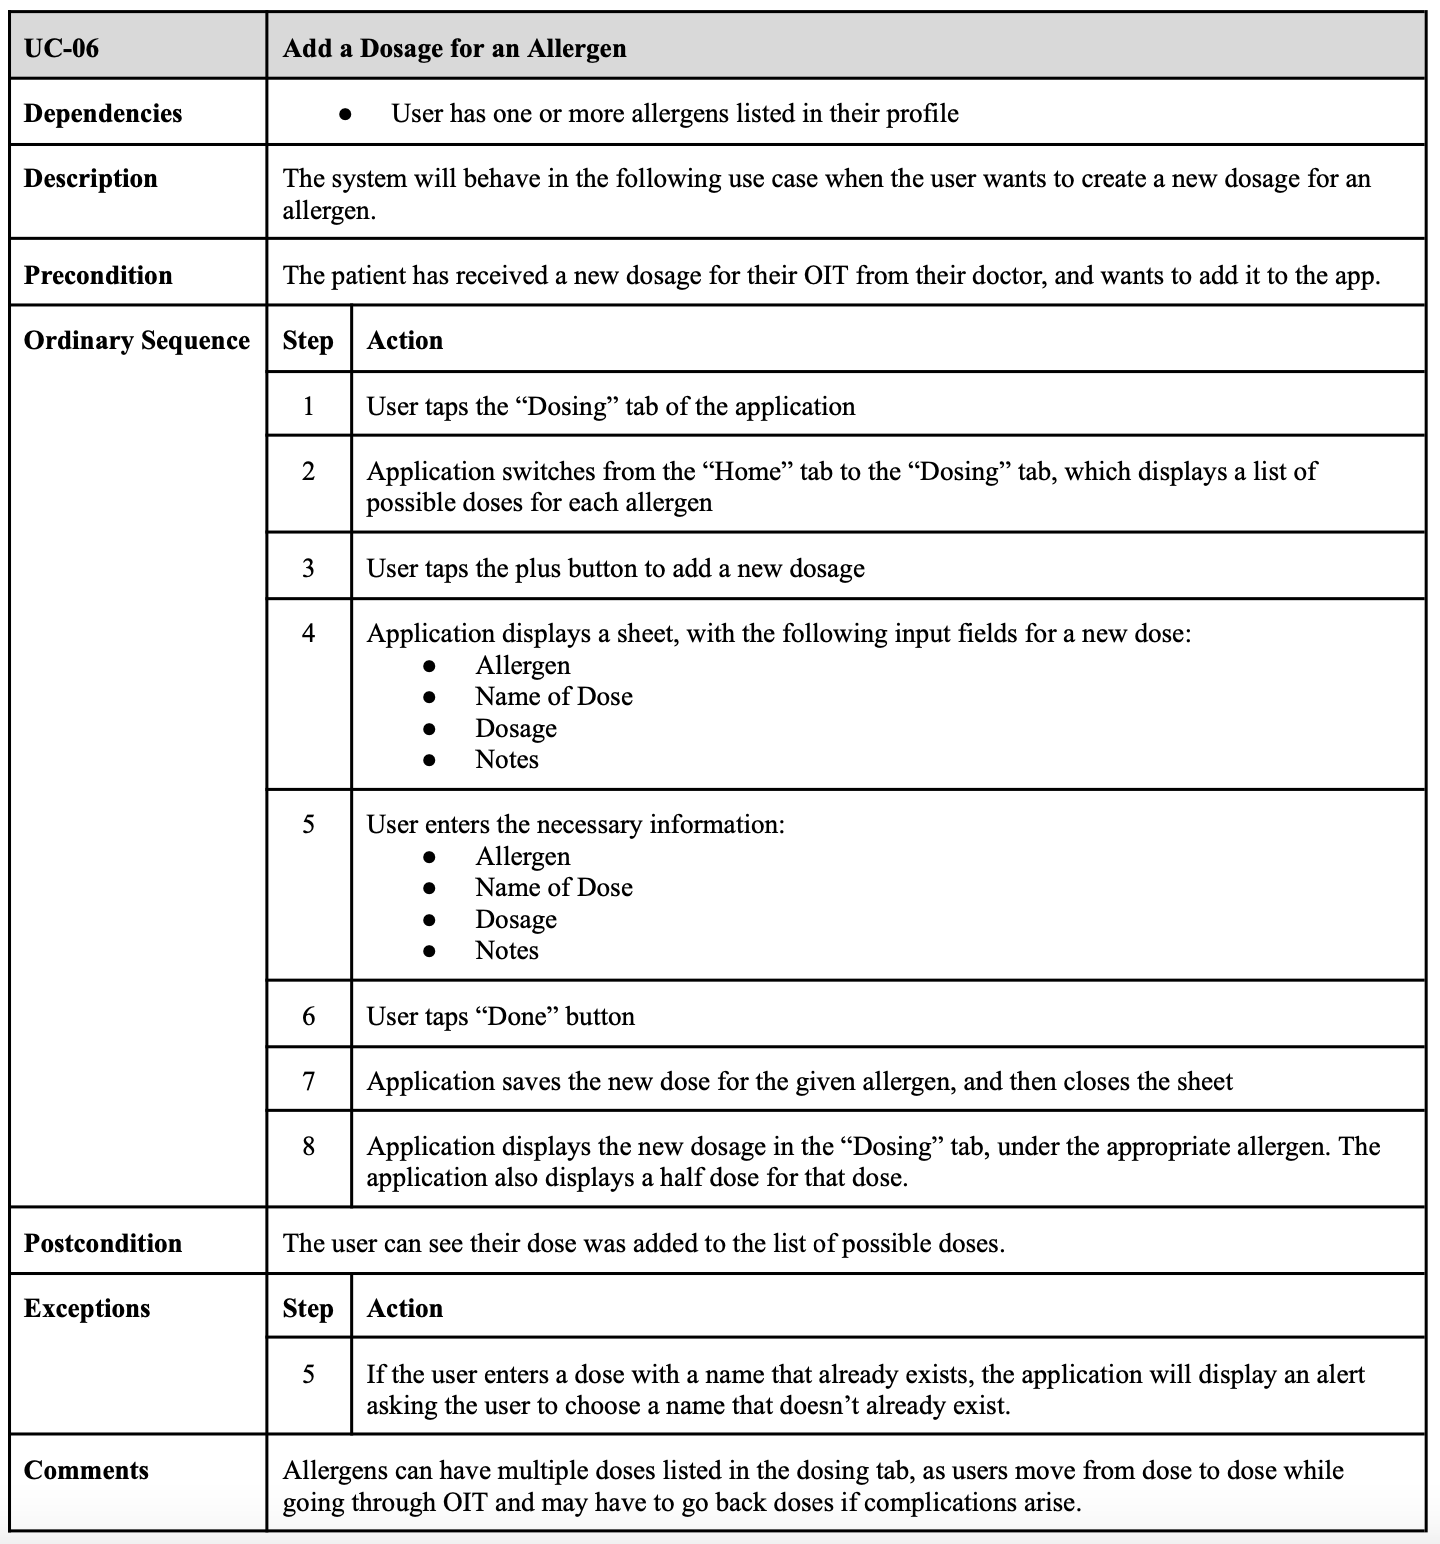 UC-06
Add a Dosage for an Allergen
Dependencies
● User has one or more allergens listed in their profile
Description
The system will behave in the following use case when the user wants to create a new dosage for an
allergen.
Precondition
The patient has received a new dosage for their OIT from their doctor, and wants to add it to the app.
Ordinary Sequence
Step
Action
1
User taps the “Dosing” tab of the application
2
Application switches from the “Home” tab to the “Dosing” tab, which displays a list of
possible doses for each allergen
3
User taps the plus button to add a new dosage
4
Application displays a sheet, with the following input fields for a new dose:
● Allergen
● Name of Dose
● Dosage
● Notes
5
User enters the necessary information:
● Allergen
● Name of Dose
● Dosage
● Notes
6
User taps “Done” button
7
Application saves the new dose for the given allergen, and then closes the sheet
8
Application displays the new dosage in the “Dosing” tab, under the appropriate allergen. The
application also displays a half dose for that dose.
Postcondition
The user can see their dose was added to the list of possible doses.
Exceptions
Step
Action
5
If the user enters a dose with a name that already exists, the application will display an alert
asking the user to choose a name that doesn’t already exist.
Comments
Allergens can have multiple doses listed in the dosing tab, as users move from dose to dose while
going through OIT and may have to go back doses if complications arise.